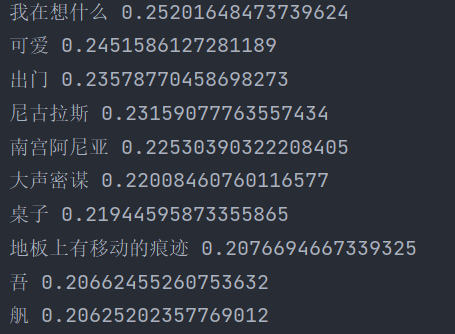 我在想什么 0.25201648473739624
可爱 0.2451586127281189
出门 0.23578770458698273
尼古拉斯 0.23159077763557434
南宫阿尼亚 0.22530390322208405
大声密谋 0.22008460760116577
桌子 0.21944595873355865
地板上有移动的痕迹 0.2076694667339325
吾 0.20662455260753632
舤 0.20625202357769012